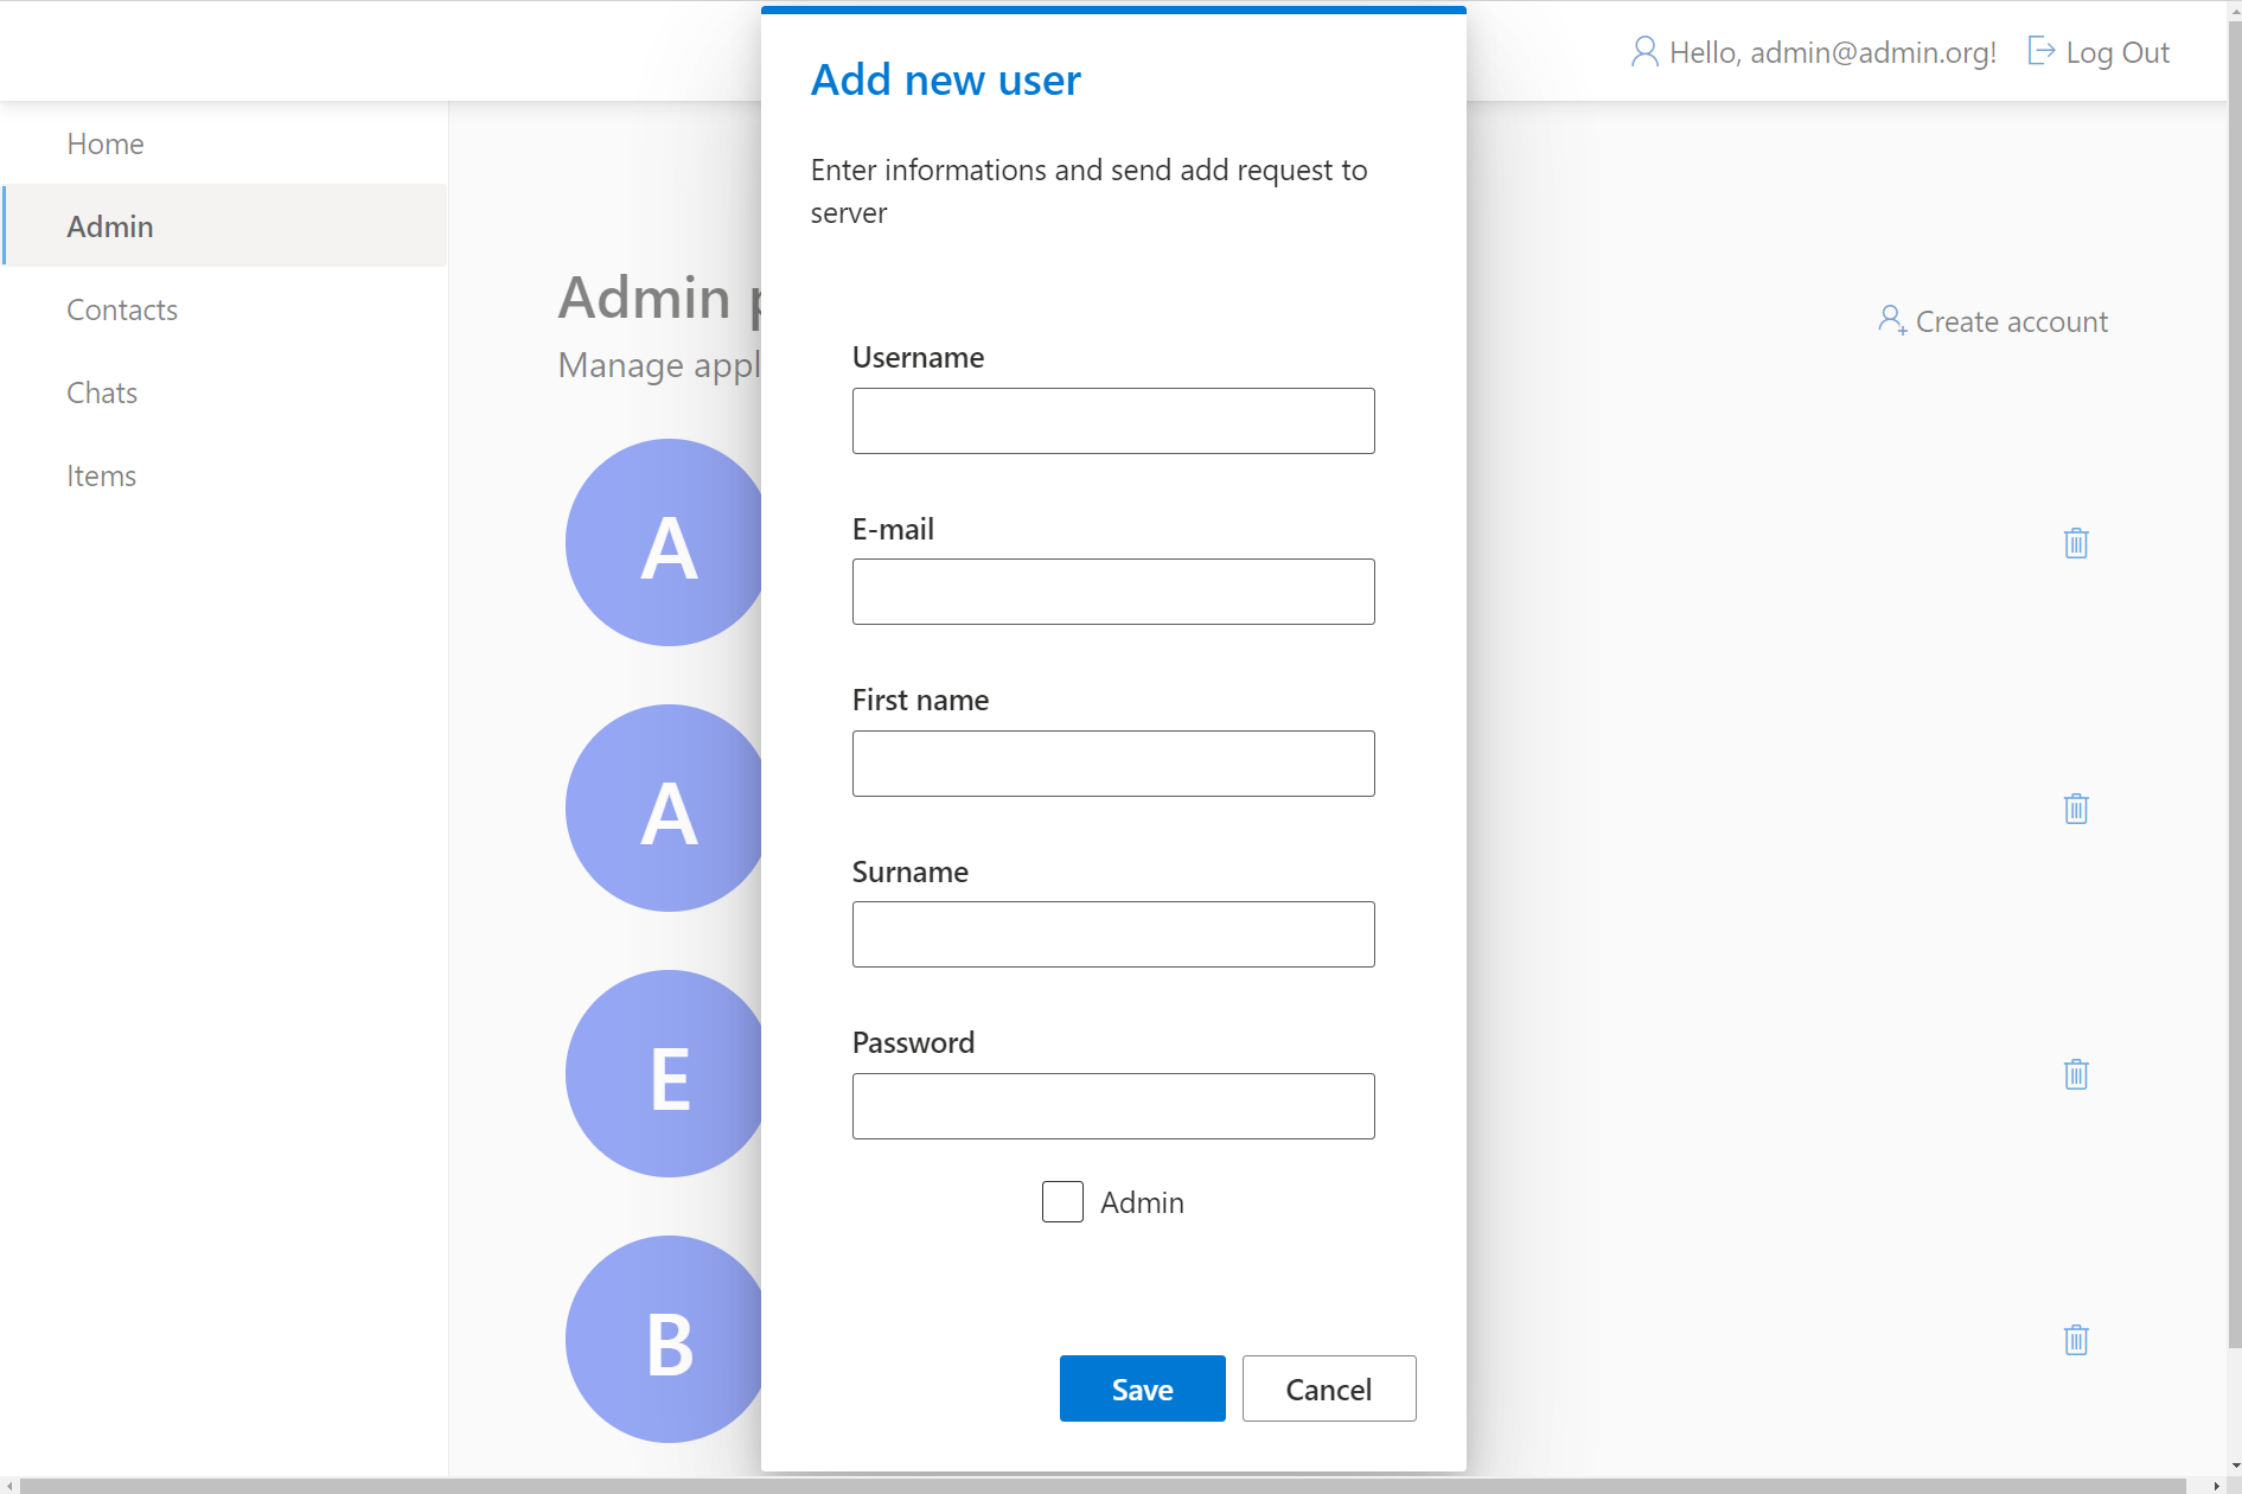 Hello, admin@admin.org!
Log Out
Home
Admin
Contacts
Chats
Items
Admin
Manage
Create account
A
A
E
B
Add new user
Enter informations and send add request to
server
Username
E-mail
First name
Surname
Password
Admin
Save
Cancel